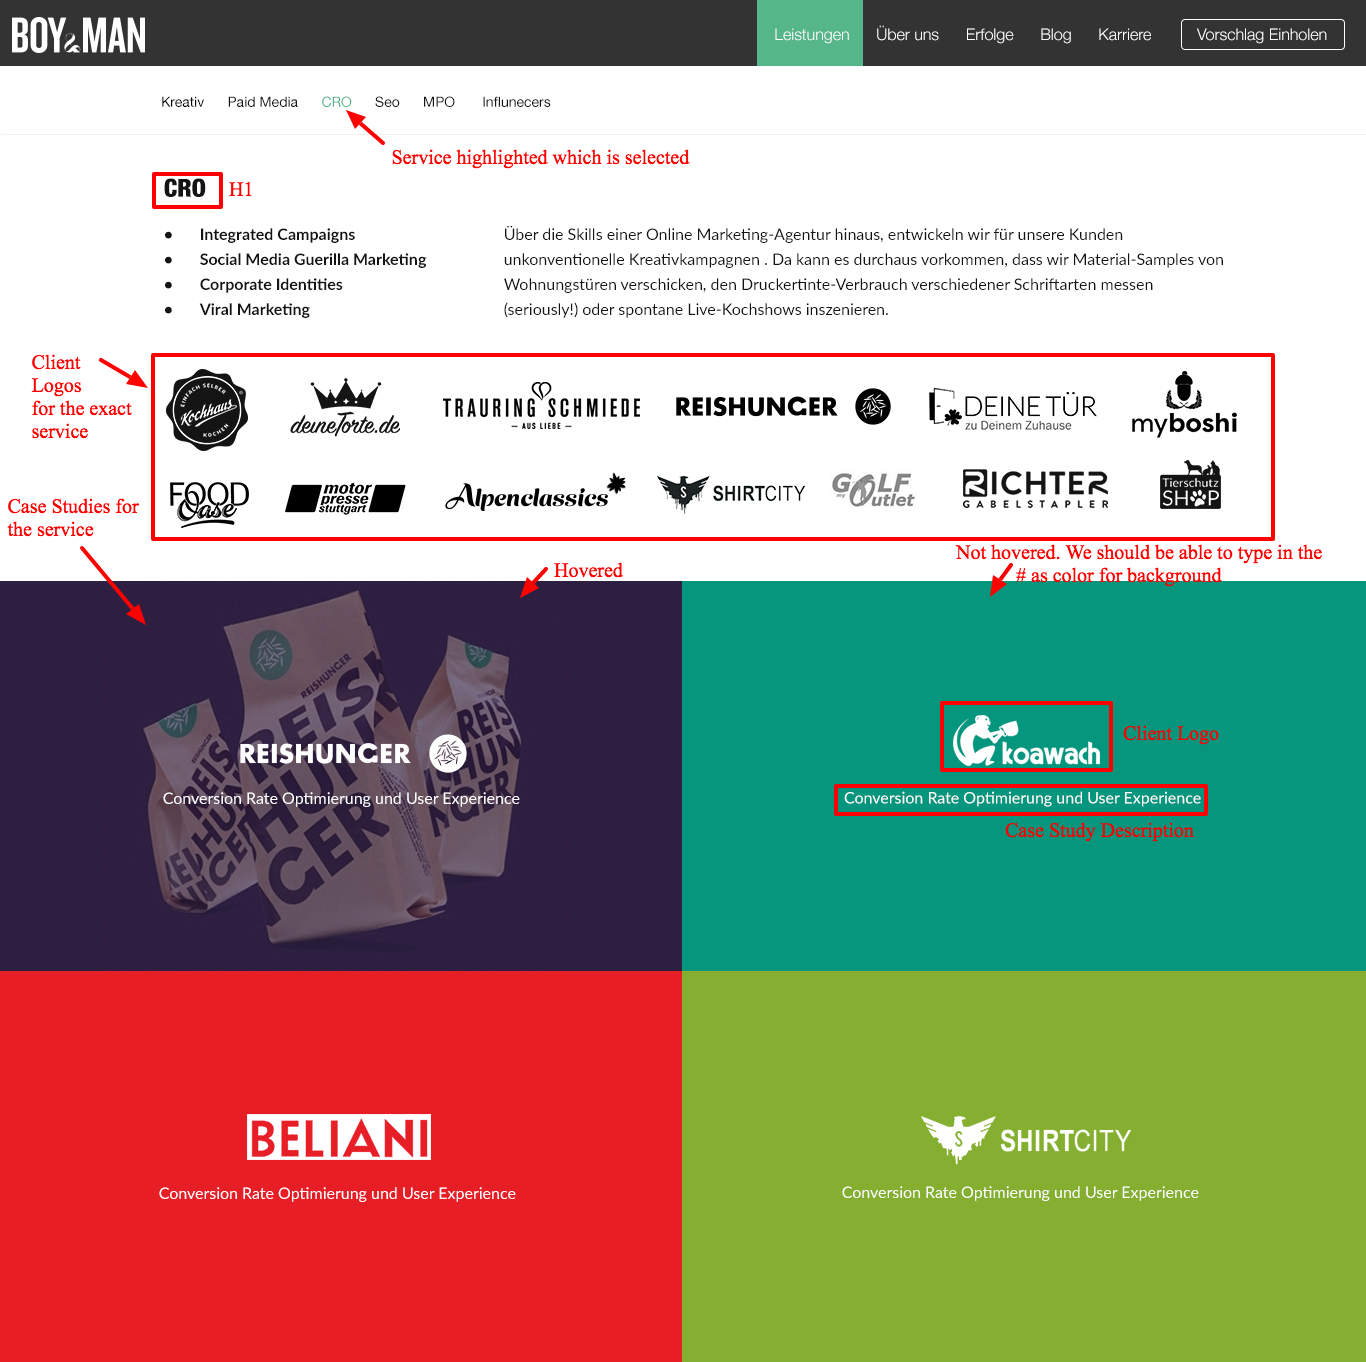 BOY&MAN
Leistungen Über uns Erfolge Blog Karriere Vorschlag Einholen
Kreativ Paid Media CRO Seo MPO Influnecers
Service highlighted which is selected
CRO H1
• Integrated Campaigns
• Social Media Guerilla Marketing
• Corporate Identities
• Viral Marketing
Über die Skills einer Online Marketing-Agentur hinaus, entwickeln wir für unsere Kunden
unkonventionelle Kreativkampagnen . Da kann es durchaus vorkommen, dass wir Material-Samples von
Wohnungstüren verschicken, den Druckertinte-Verbrauch verschiedener Schriftarten messen
(seriously!) oder spontane Live-Kochshows inszenieren.
Client
Logos
for the exact
service
EINFACH SELBER
Kochhaus
KOCHEN
deineTorte.de
TRAURINGSCHMIEDE
– AUS LIEBE –
REISHUNGER
DEINE TÜR
zu Deinem Zuhause
myboshi
FOOD
Oase
motor
presse
stuttgart
Alpenclassics
S SHIRTCITY
GOLF
my Outlet
RICHTER
GABELSTAPLER
Tierschutz
SHOP
Case Studies for
the service
Hovered
Not hovered. We should be able to type in the
# as color for background
REISHUNGER
REISHUNGER
Conversion Rate Optimierung und User Experience
koawach
Client Logo
Conversion Rate Optimierung und User Experience
Case Study Description
BELIANI
Conversion Rate Optimierung und User Experience
S SHIRTCITY
Conversion Rate Optimierung und User Experience